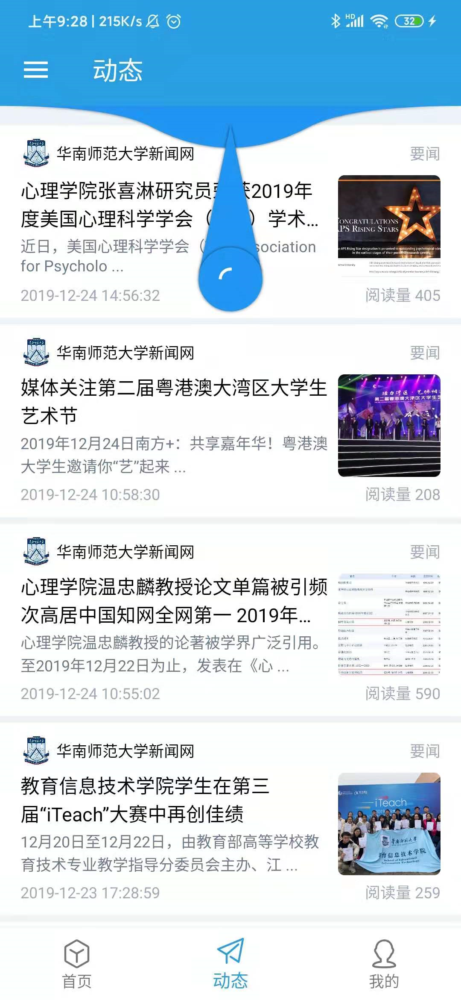 上午9:28 | 215K/s
HD
32
动态
华南师范大学新闻网
要闻
心理学院张喜淋研究员 2019年
度美国心理科学学会（ ）学术...
近日，美国心理科学学会（ sociation
for Psycholo ...
2019-12-24 14:56:32
阅读量 405
CONGRATULATIONS
APS RISING STARS
APS Rising Star designation is presented to outstanding psychological
in the earliest stages of their post- research careers.
华南师范大学新闻网
要闻
媒体关注第二届粤港澳大湾区大学生
艺术节
2019年12月24日南方+：共享嘉年华！粤港澳
大学生邀请你“艺”起来 ...
2019-12-24 10:58:30
阅读量 208
活力湾区·艺脉相
第二届粤港澳大湾区大学生
华南师范大学新闻网
要闻
心理学院温忠麟教授论文单篇被引频
次高居中国知网全网第一 2019年...
心理学院温忠麟教授的论著被学界广泛引用。
至2019年12月22日为止，发表在《心 ...
2019-12-24 10:55:02
阅读量 590
华南师范大学新闻网
要闻
教育信息技术学院学生在第三
届“iTeach”大赛中再创佳绩
12月20日至12月22日，由教育部高等学校教
育技术专业教学指导分委员会主办、江 ...
2019-12-23 17:28:59
阅读量 259
iTeach
华南师范大学
育信息技术学院
School of Educational
Information Technology
首页
动态
我的